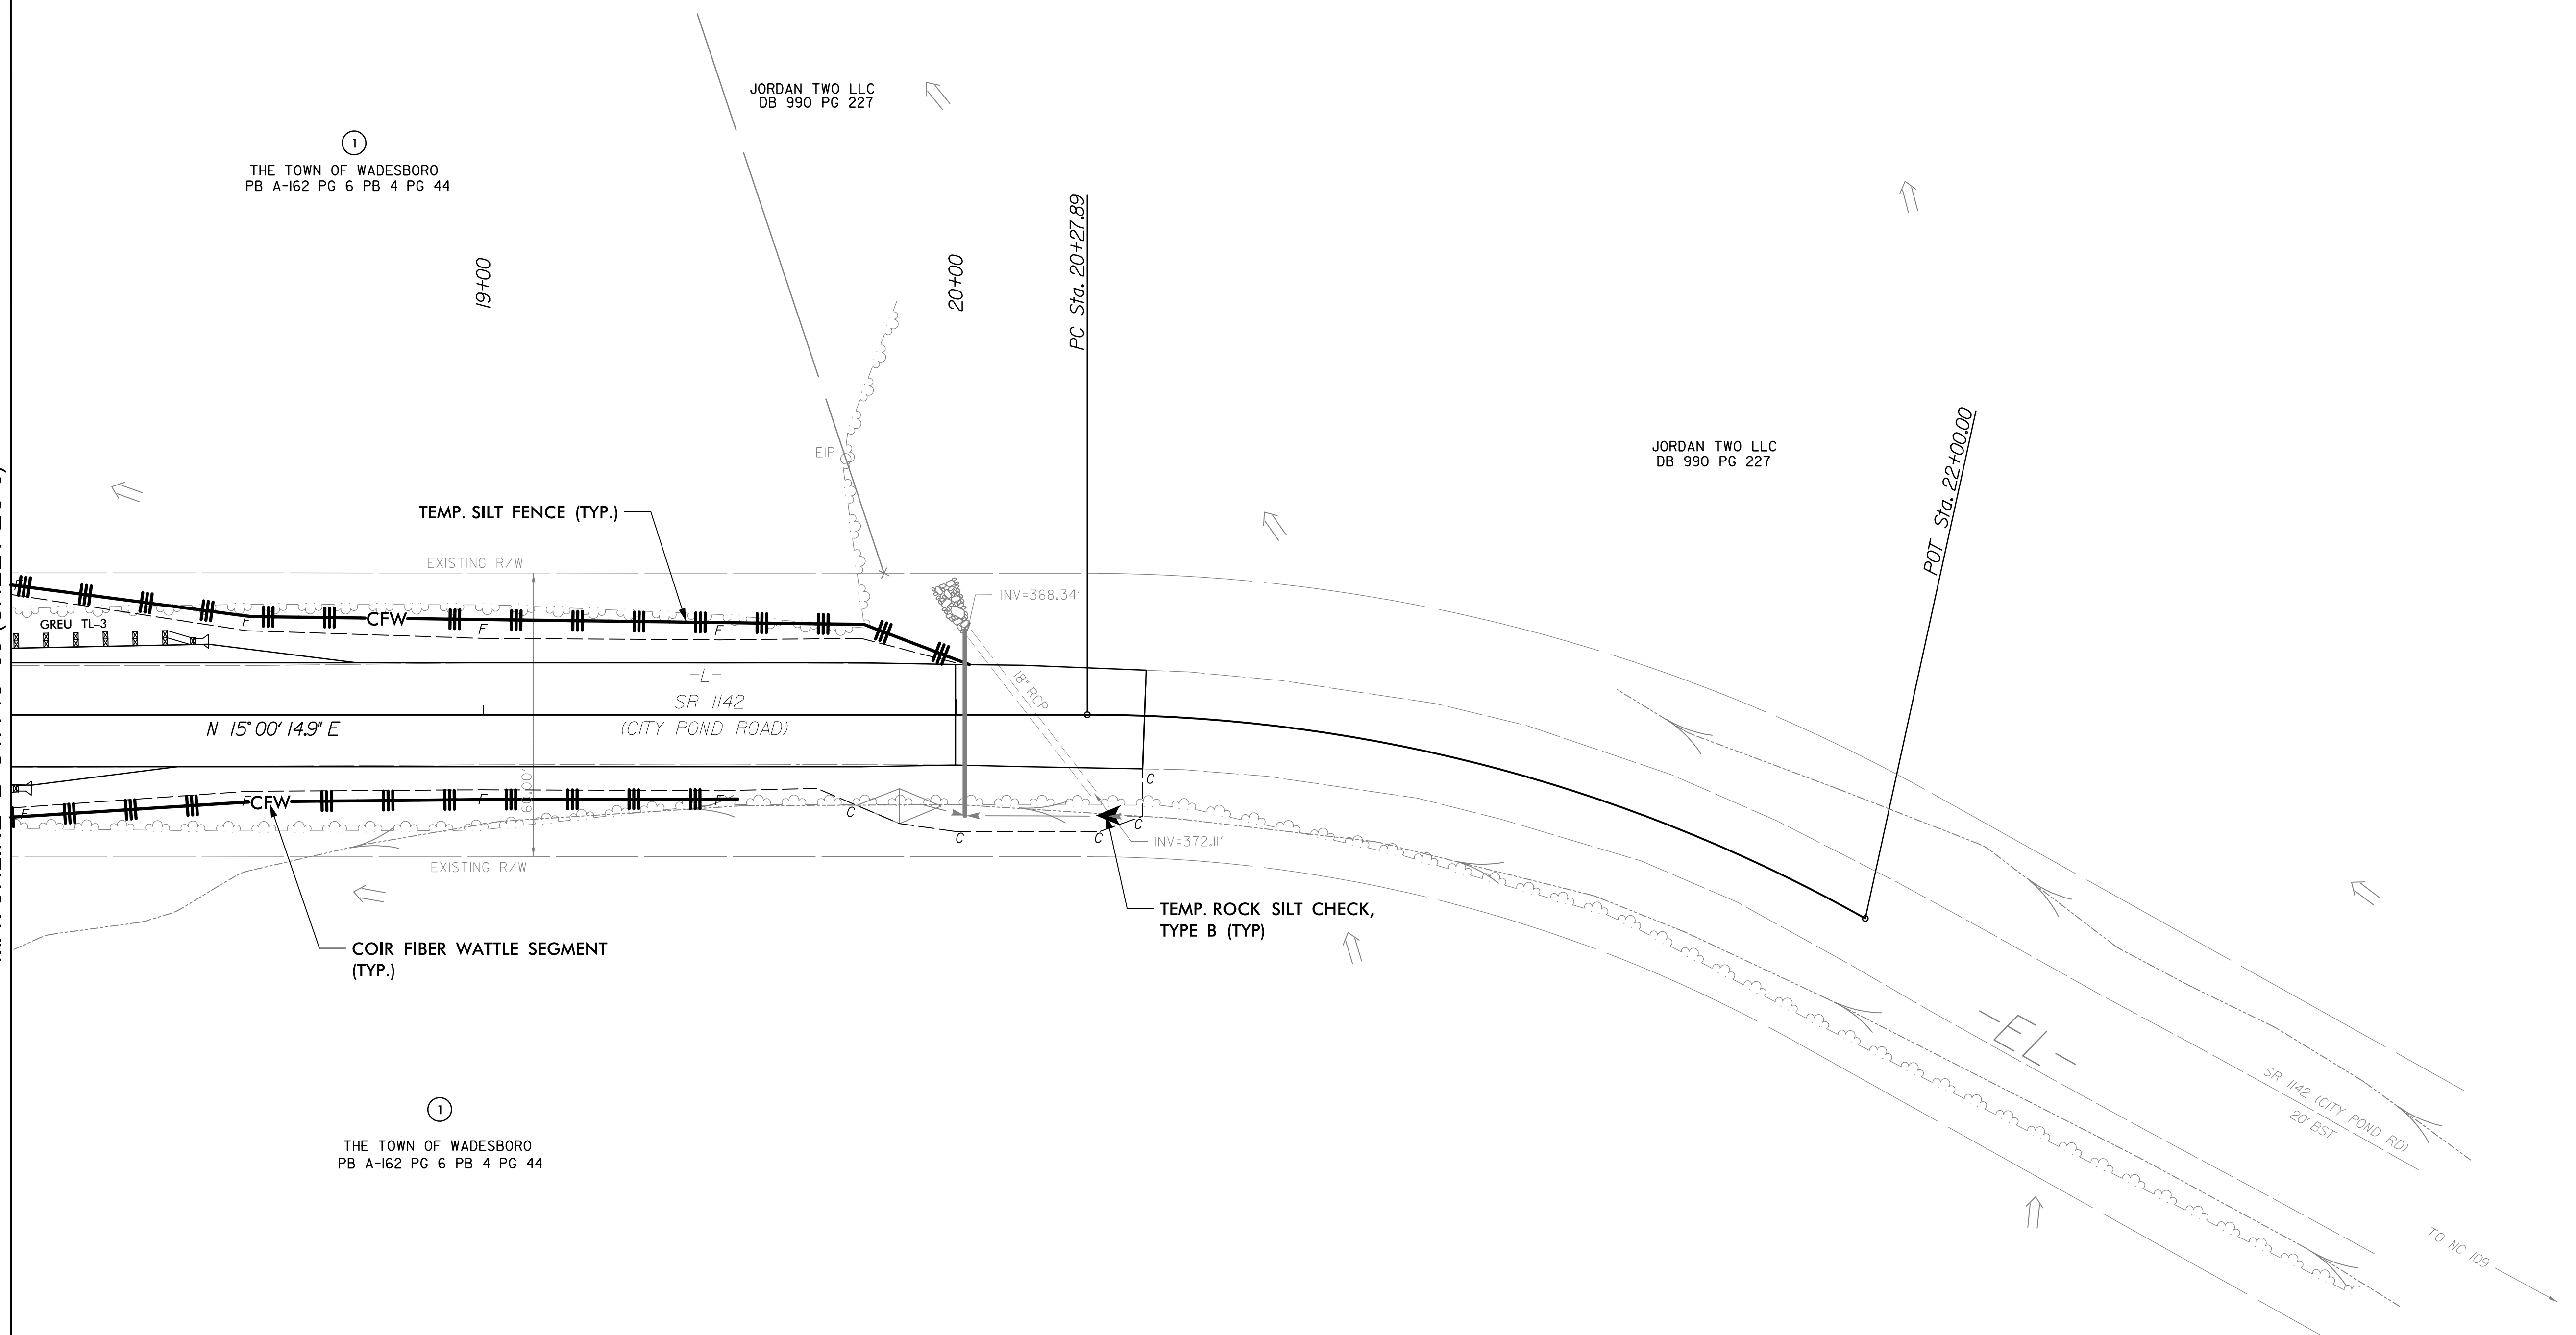 JORDAN TWO LLC
DB 990 PG 227
1
THE TOWN OF WADESBORO
PB A-162 PG 6 PB 4 PG 44
19+00
20+00
PC Sta. 20+27.89
JORDAN TWO LLC
DB 990 PG 227
POT Sta. 22+00.00
EIP
TEMP. SILT FENCE (TYP.)
EXISTING R/W
INV=368.34'
F
CFW
GREU TL-3
F
F
F
18" RCP
-L-
SR 1142
(CITY POND ROAD)
N 15° 00' 14.9" E
60.00'
C
F
CFW
F
F
F
C
C
C
C
INV=372.11'
EXISTING R/W
TEMP. ROCK SILT CHECK,
TYPE B (TYP)
COIR FIBER WATTLE SEGMENT
(TYP.)
-EL-
SR 1142 (CITY POND RD)
20' BST
1
THE TOWN OF WADESBORO
PB A-162 PG 6 PB 4 PG 44
TO NC 109